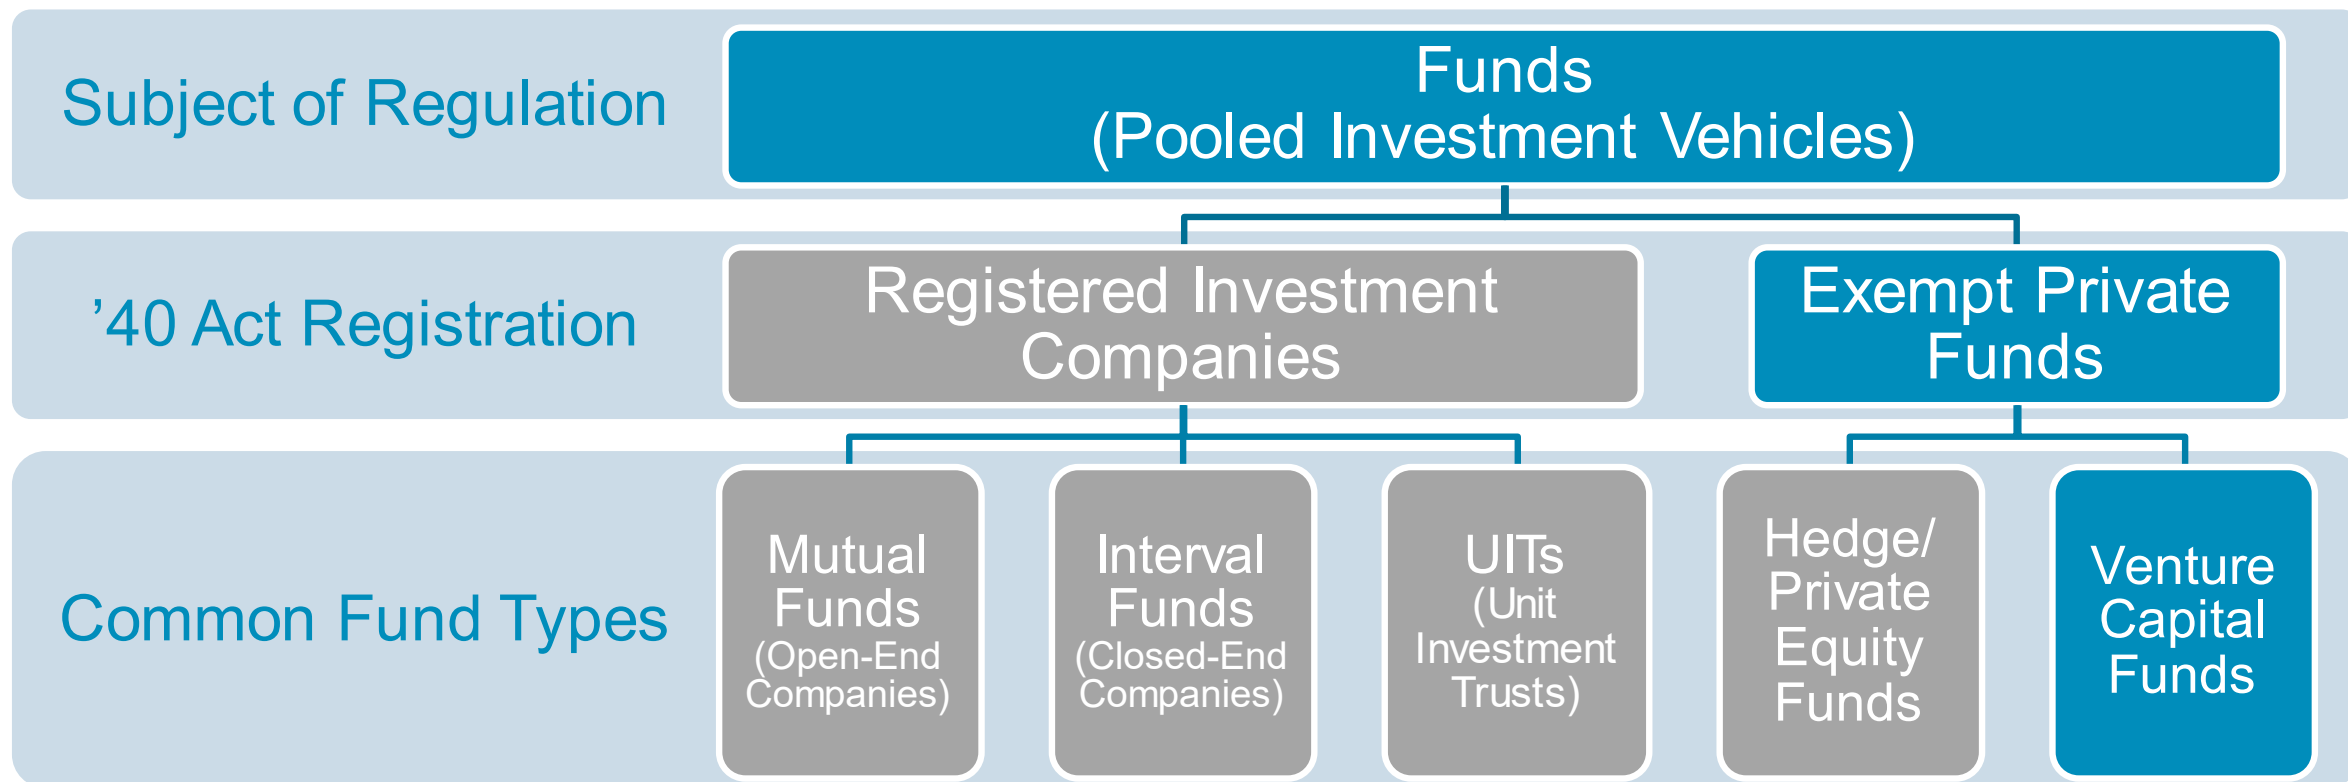 Subject of Regulation
Funds
(Pooled Investment Vehicles)
’40 Act Registration
Registered Investment
Companies
Exempt Private
Funds
Common Fund Types
Mutual
Funds
(Open-End
Companies)
Interval
Funds
(Closed-End
Companies)
UITs
(Unit
Investment
Trusts)
Hedge/
Private
Equity
Funds
Venture
Capital
Funds